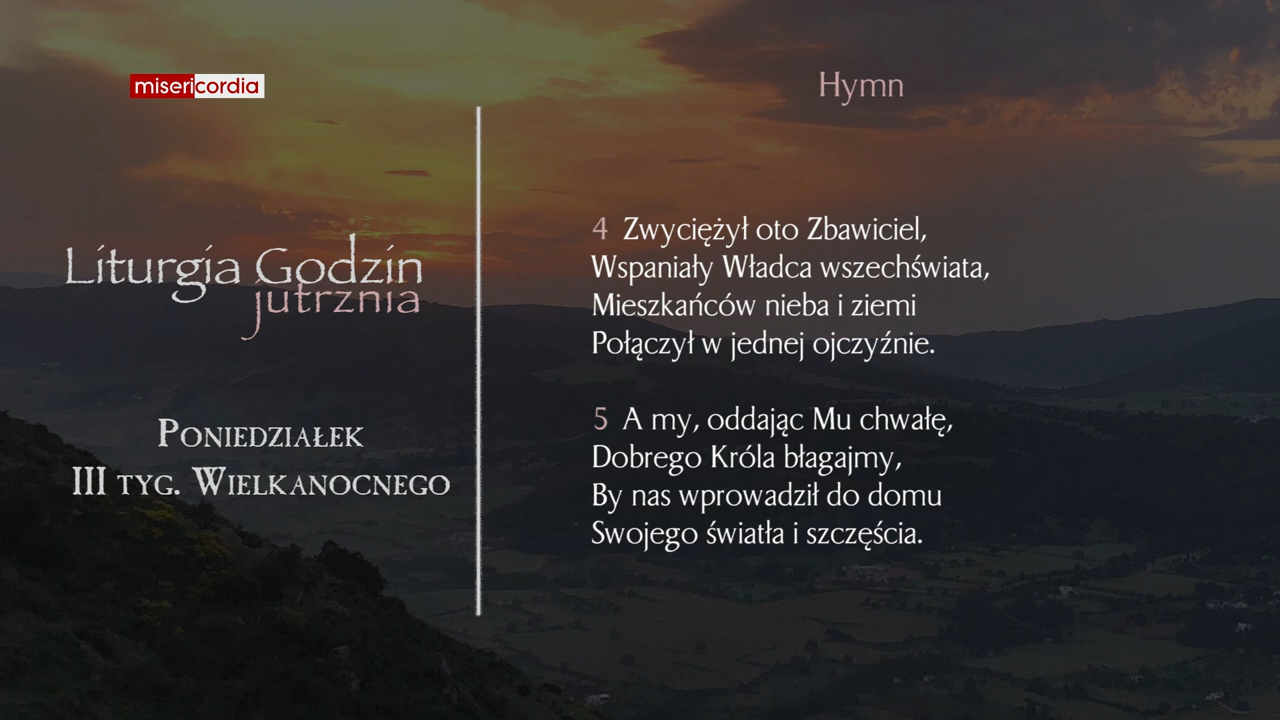 misericordia
Liturgia Godzin
jutrznia
Poniedziałek
III tyg. Wielkanocnego
Hymn
4 Zwyciężył oto Zbawiciel,
Wspaniały Władca wszechświata,
Mieszkańców nieba i ziemi
Połączył w jednej ojczyźnie.
5 A my, oddając Mu chwałę,
Dobrego Króla błagajmy,
By nas wprowadził do domu
Swojego światła i szczęścia.